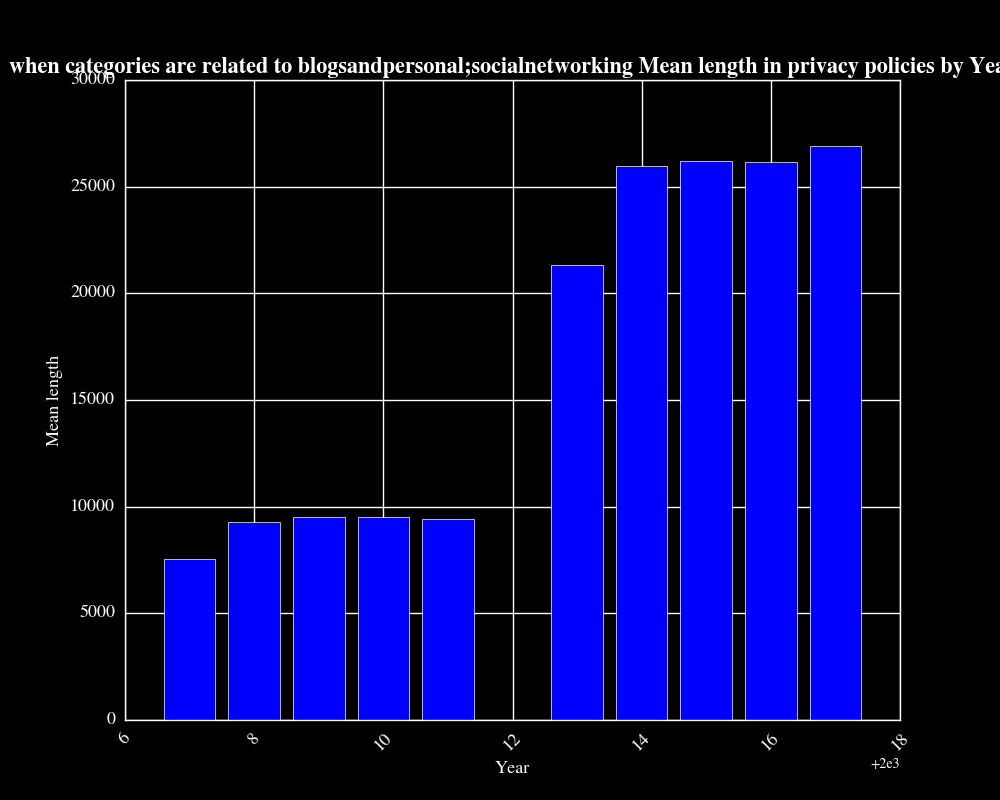 when categories are related to blogsandpersonal;socialnetworking Mean length in privacy policies by Yea
30000
25000
20000
15000
10000
5000
0
Mean length
6 8 10 12 14 16 18
+2e3
Year